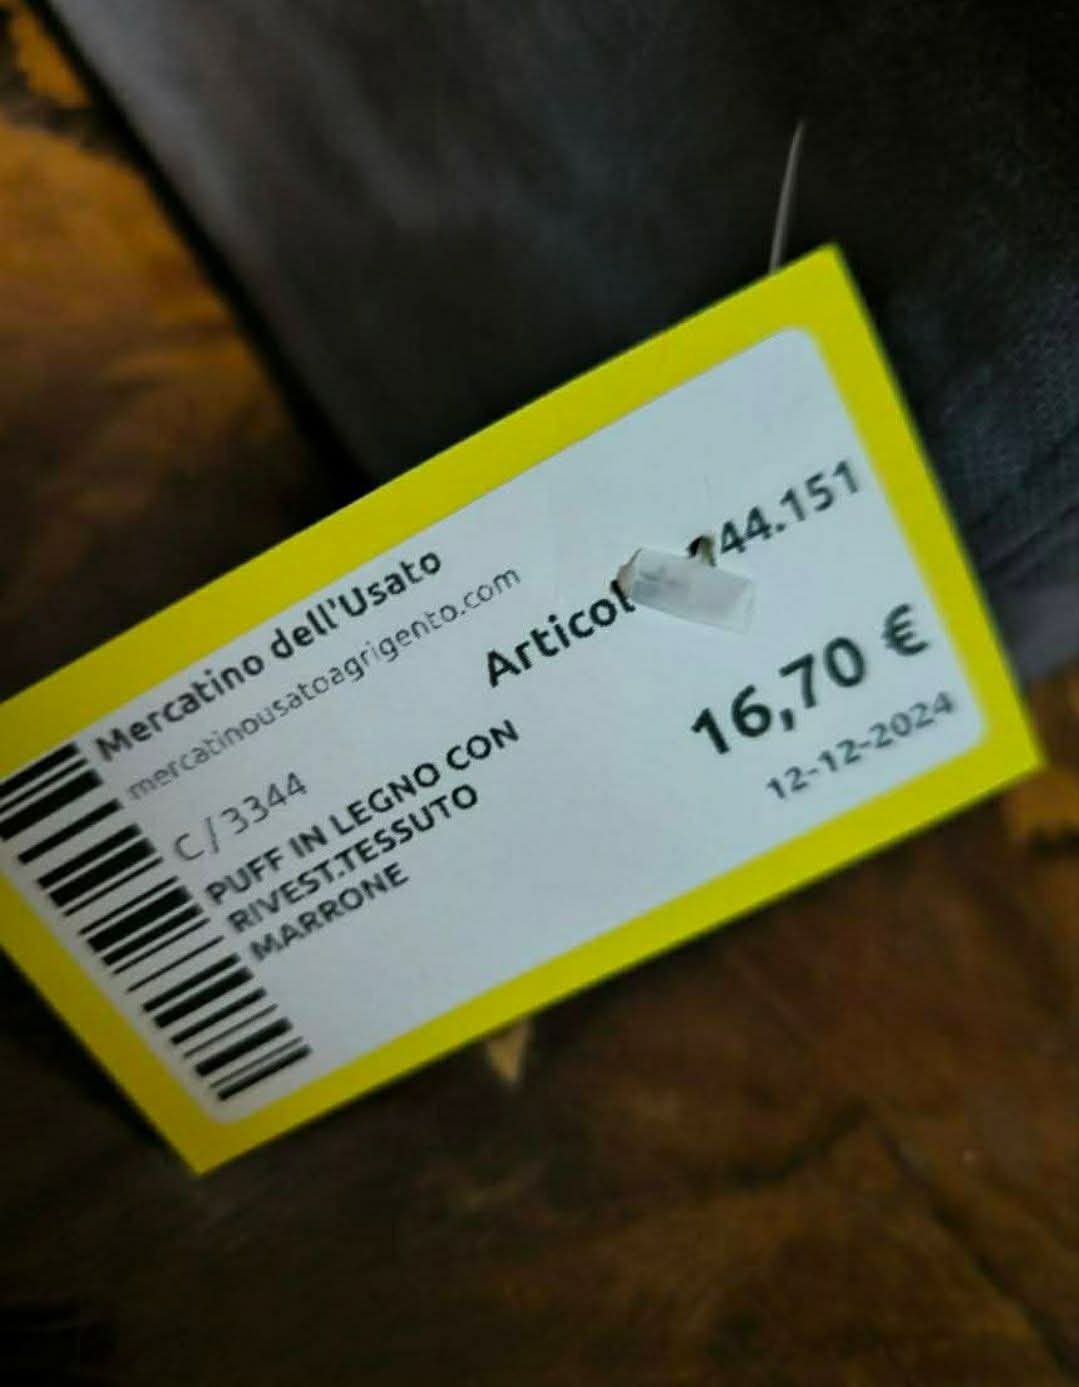 Mercatino dell'Usato
mercatinousatoagrigento.com
44.151
C/3344
PUFF IN LEGNO CON
RIVEST.TESSUTO
MARRONE
16,70 €
12-12-2024